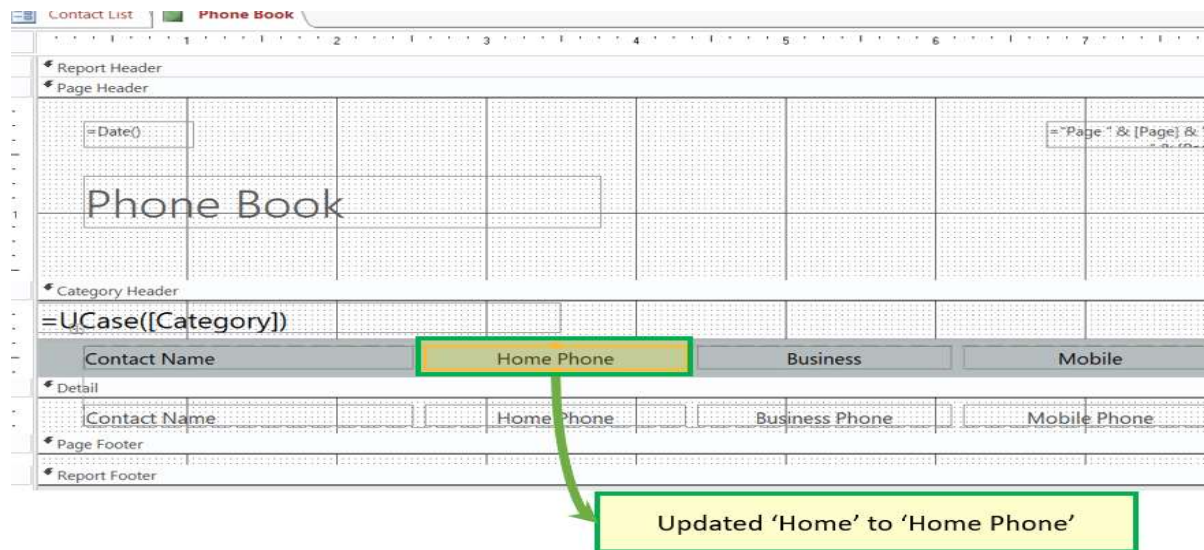 Contact List Phone Book
1 2 3 4 5 6 7
Report Header
Page Header
=Date() ="Page " & [Page] & "
1
Phone Book
Category Header
=UCase([Category])
Contact Name Home Phone Business Mobile
Detail
Contact Name Home Phone Business Phone Mobile Phone
Page Footer
Report Footer
Updated ‘Home’ to ‘Home Phone’